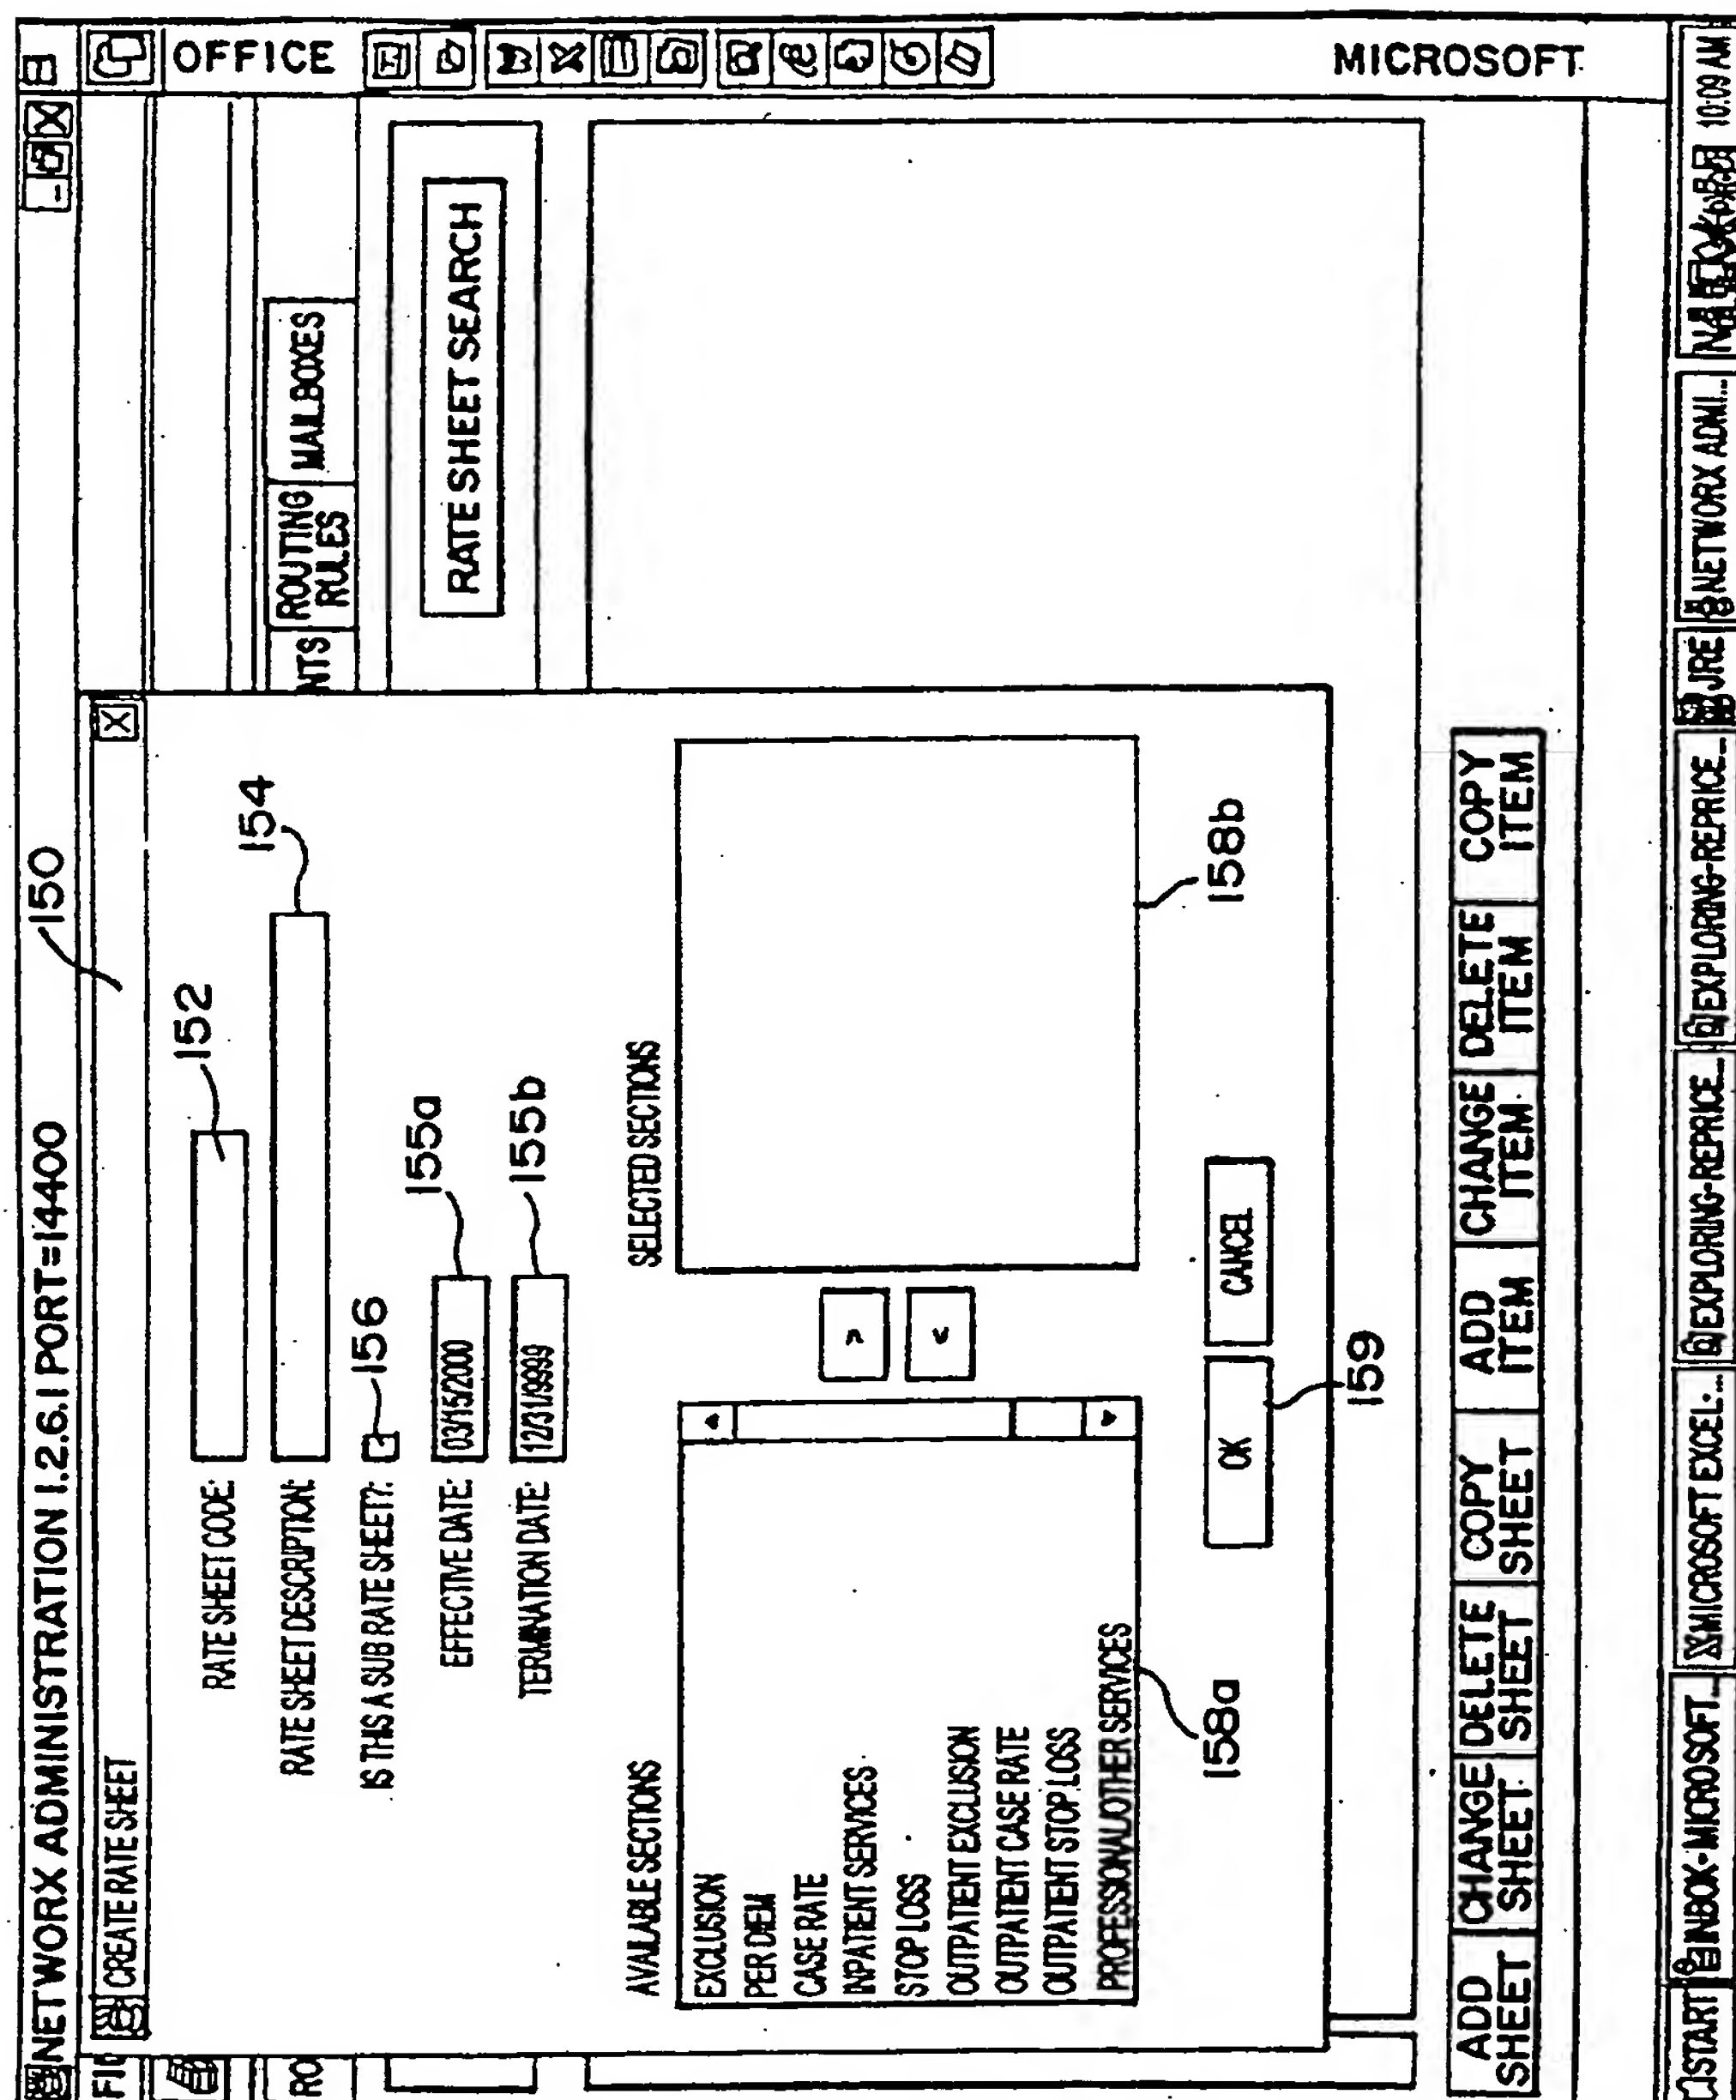 NETWORX ADMINISTRATION 1.2.6.1 PORT=14400
150
CREATE RATE SHEET
OFFICE
MICROSOFT
RATE SHEET CODE:
152
RATE SHEET DESCRIPTION:
154
IS THIS A SUB RATE SHEET?:
156
EFFECTIVE DATE: 03/15/2000
155a
TERMINATION DATE: 12/31/9999
155b
NTS
ROUTING RULES
MAILBOXES
RATE SHEET SEARCH
AVAILABLE SECTIONS
SELECTED SECTIONS
EXCLUSION
PER DIEM
CASE RATE
INPATIENT SERVICES
STOP LOSS
OUTPATIENT EXCLUSION
OUTPATIENT CASE RATE
OUTPATIENT STOP LOSS
PROFESSIONAL/OTHER SERVICES
158a
158b
OK
CANCEL
159
ADD SHEET
CHANGE SHEET
DELETE SHEET
COPY SHEET
ADD ITEM
CHANGE ITEM
DELETE ITEM
COPY ITEM
START
INBOX-MICROSOFT...
MICROSOFT EXCEL-...
EXPLORING-REPRICE...
EXPLORING-REPRICE...
JRE
NETWORX ADMI...
10:09 AM